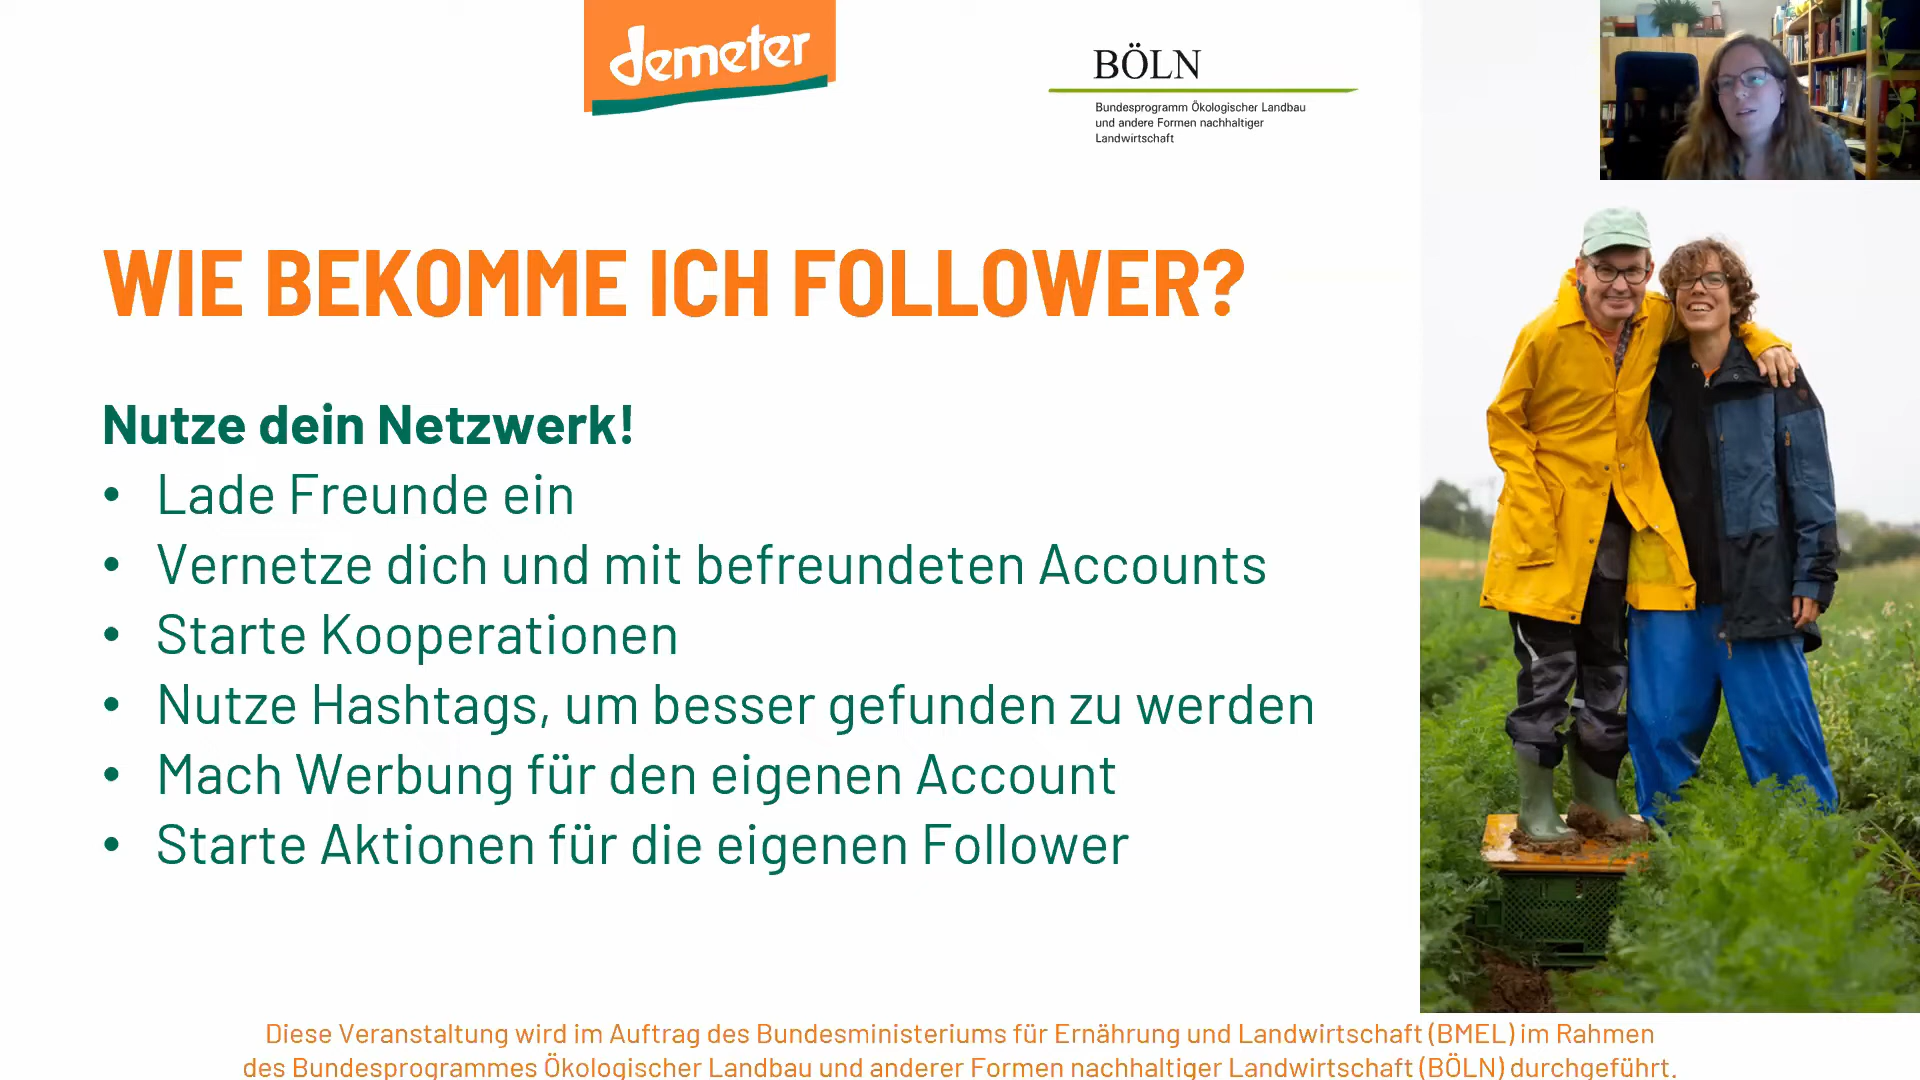 demeter
BÖLN
Bundesprogramm Ökologischer Landbau
und andere Formen nachhaltiger
Landwirtschaft
WIE BEKOMME ICH FOLLOWER?
Nutze dein Netzwerk!
• Lade Freunde ein
• Vernetze dich und mit befreundeten Accounts
• Starte Kooperationen
• Nutze Hashtags, um besser gefunden zu werden
• Mach Werbung für den eigenen Account
• Starte Aktionen für die eigenen Follower
Diese Veranstaltung wird im Auftrag des Bundesministeriums für Ernährung und Landwirtschaft (BMEL) im Rahmen
des Bundesprogrammes Ökologischer Landbau und anderer Formen nachhaltiger Landwirtschaft (BÖLN) durchgeführt.